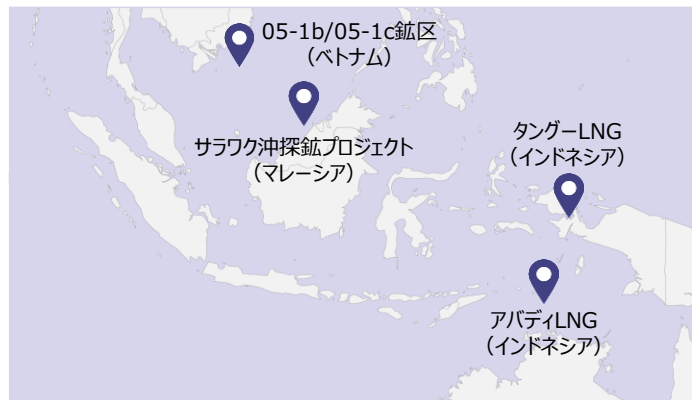 05-1b/05-1c鉱区
（ベトナム）
サラワク沖探鉱プロジェクト
（マレーシア）
タングーLNG
（インドネシア）
アバディLNG
（インドネシア）